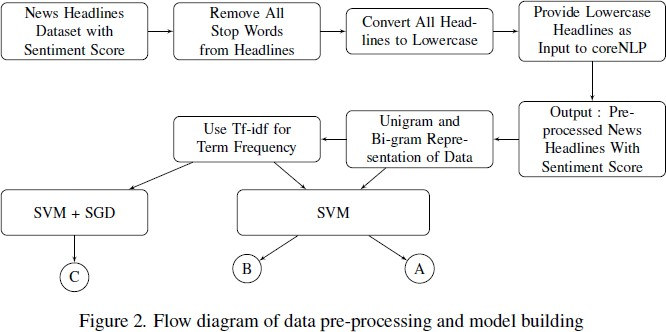 News Headlines
Dataset with
Sentiment Score
Remove All
Stop Words
from Headlines
Convert All Head-
lines to Lowercase
Provide Lowercase
Headlines as
Input to coreNLP
Output : Pre-
processed News
Headlines With
Sentiment Score
Unigram and
Bi-gram Repre-
sentation of Data
Use Tf-idf for
Term Frequency
SVM + SGD
SVM
C
B
A
Figure 2. Flow diagram of data pre-processing and model building